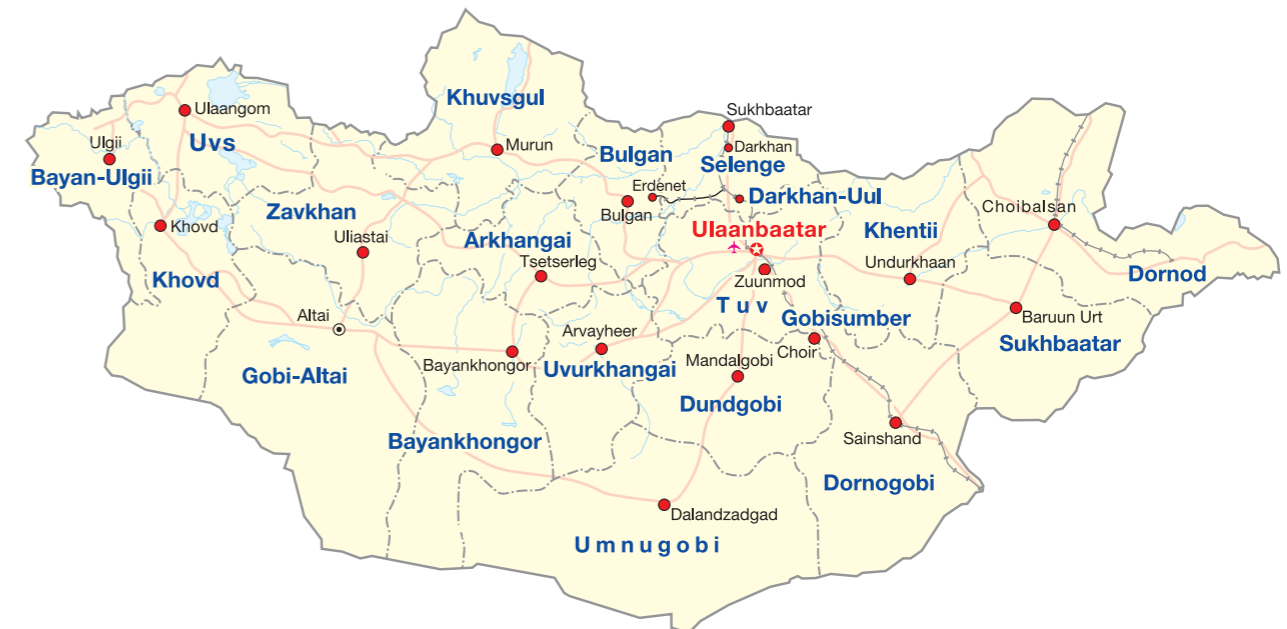 Khuvsgul
Sukhbaatar
Ulaangom
Uvs
Ulgii
Bayan-Ulgii
Murun
Bulgan
Darkhan
Selenge
Erdenet
Darkhan-Uul
Bulgan
Zavkhan
Khovd
Uliastai
Arkhangai
Tsetserleg
Ulaanbaatar
Khentii
Choibalsan
Khovd
Zuunmod
Undurkhaan
Dornod
Tuv
Altai
Arvayheer
Gobisumber
Baruun Urt
Choir
Sukhbaatar
Bayankhongor
Uvurkhangai
Mandalgobi
Gobi-Altai
Dundgobi
Bayankhongor
Sainshand
Dornogobi
Dalandzadgad
Umnugobi